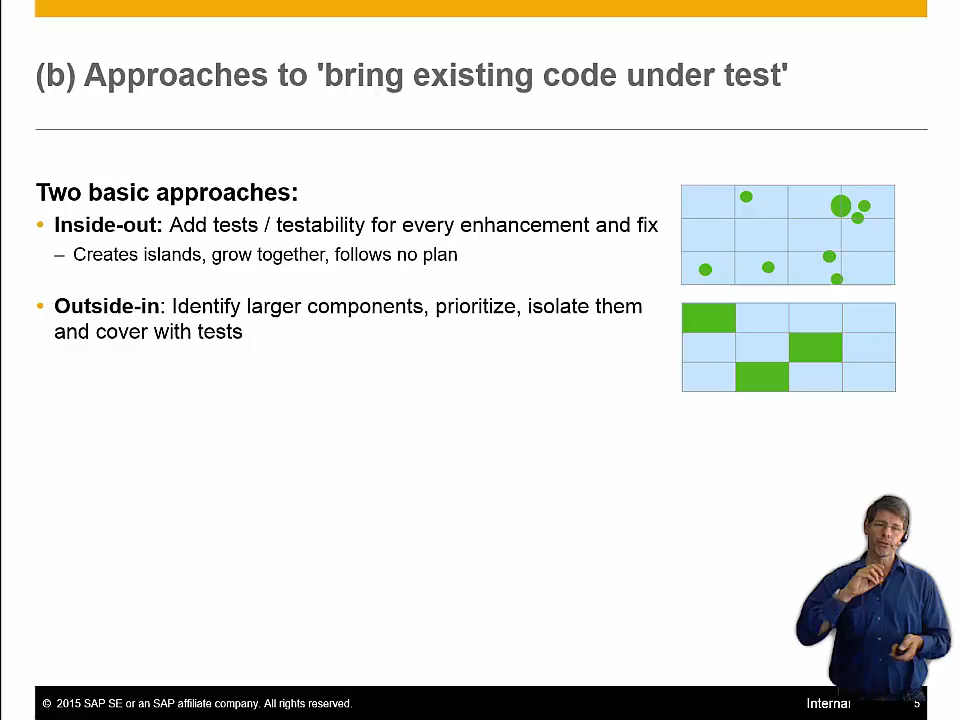 (b) Approaches to 'bring existing code under test'
Two basic approaches:
• Inside-out: Add tests / testability for every enhancement and fix
– Creates islands, grow together, follows no plan
• Outside-in: Identify larger components, prioritize, isolate them
and cover with tests
© 2015 SAP SE or an SAP affiliate company. All rights reserved.
Internal
5